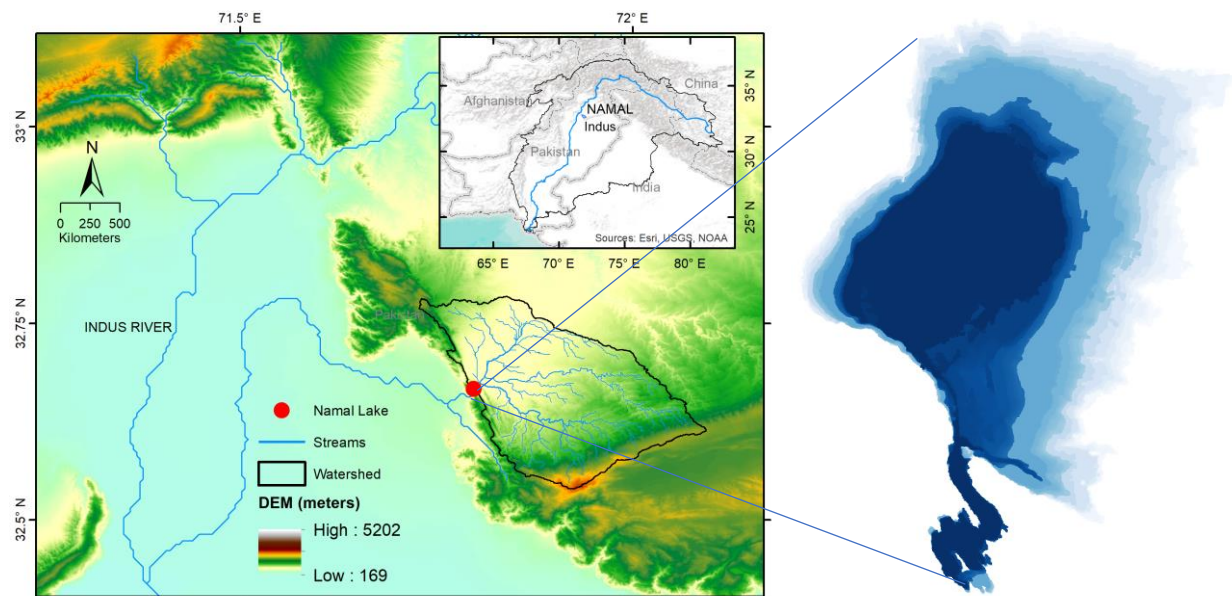 71.5° E
72° E
33° N
32.75° N
32.5° N
N
0 250 500
Kilometers
INDUS RIVER
Pakistan
Namal Lake
Streams
Watershed
DEM (meters)
High : 5202
Low : 169
Afghanistan
China
NAMAL
Indus
Pakistan
India
Sources: Esri, USGS, NOAA
35° N
30° N
25° N
65° E
70° E
75° E
80° E